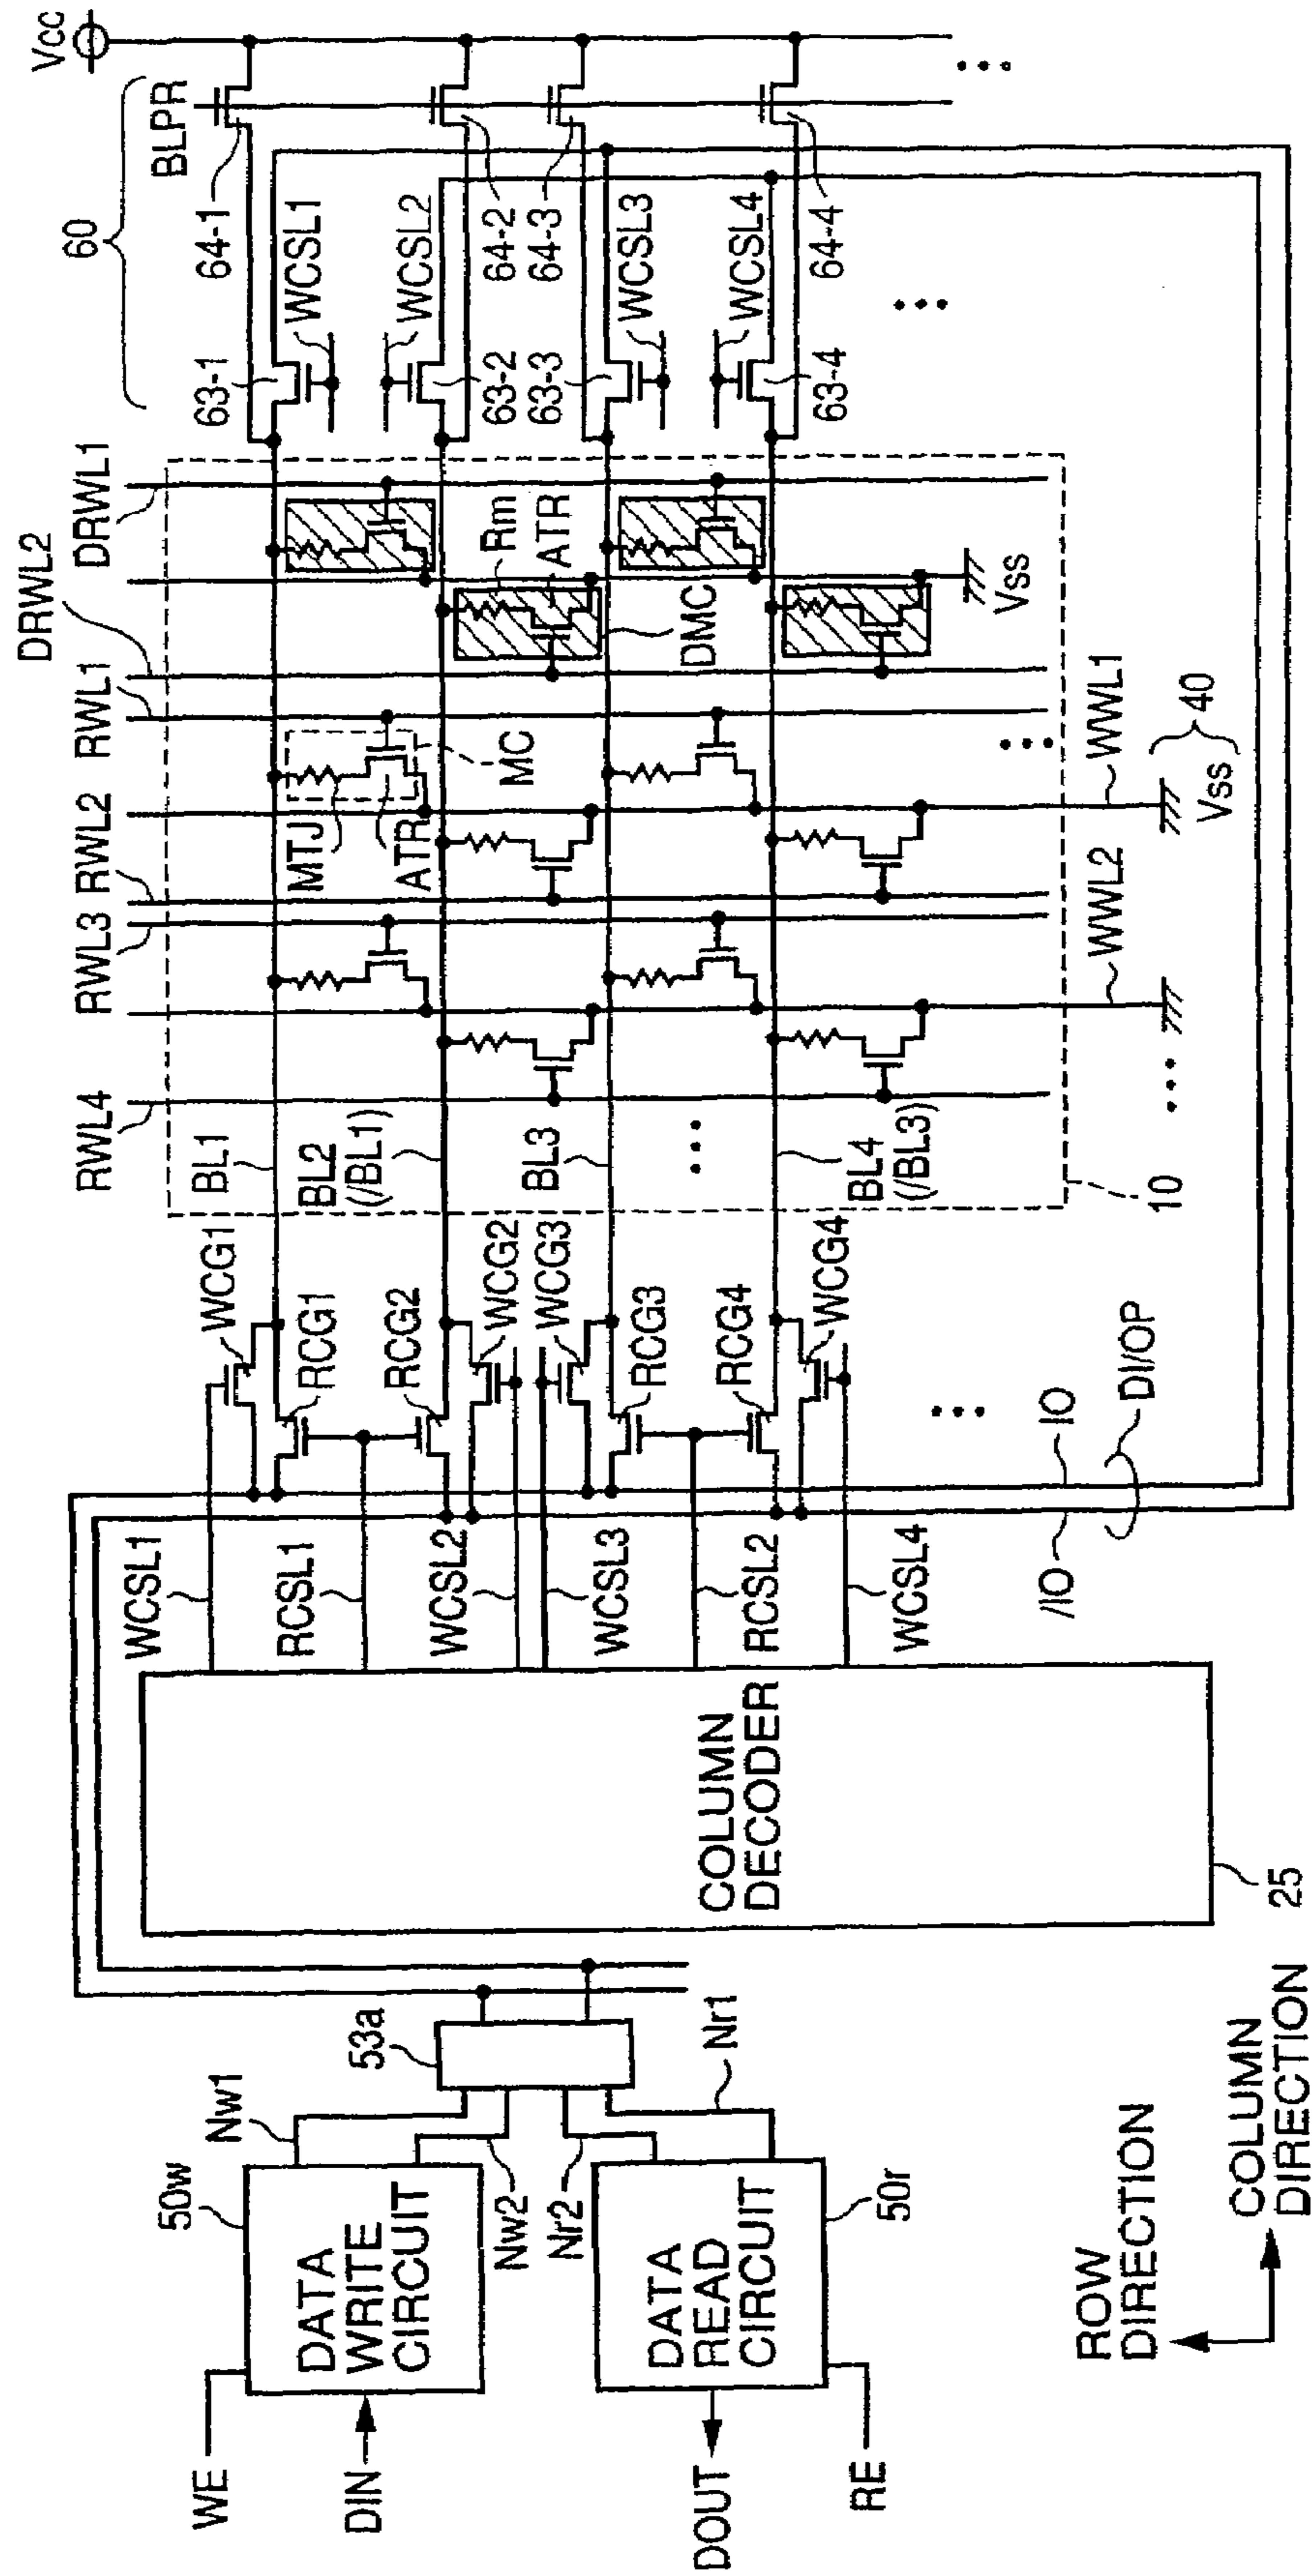 Vcc
60
BLPR
64-1
WCSL1
WCSL2
64-2
64-3
WCSL3
WCSL4
64-4
63-1
63-2
63-3
63-4
DRWL1
DRWL2
RWL1
RWL2
RWL3
RWL4
Rm
ATR
DMC
Vss
MTJ
ATR
MC
WWL1
40
Vss
WWL2
BL1
BL2
(/BL1)
BL3
BL4
(/BL3)
10
WCG1
RCG1
RCG2
WCG2
WCG3
RCG3
RCG4
WCG4
IO
/IO
DI/OP
WCSL1
RCSL1
WCSL2
WCSL3
RCSL2
WCSL4
COLUMN
DECODER
25
53a
Nw1
Nw2
Nr2
Nr1
50w
DATA
WRITE
CIRCUIT
50r
DATA
READ
CIRCUIT
WE
DIN
DOUT
RE
ROW
DIRECTION
COLUMN
DIRECTION